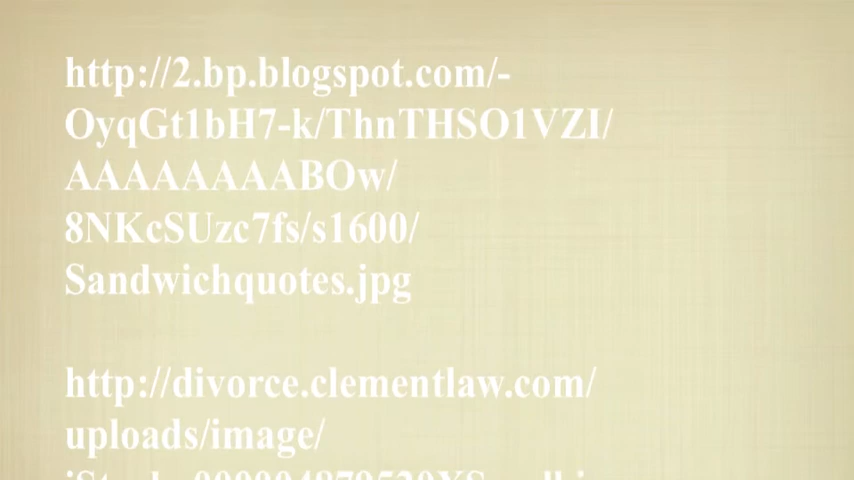 http://2.bp.blogspot.com/-
OyqGt1bH7-k/ThnTHSO1VZI/
AAAAAAAABOw/
8NKcSUzc7fs/s1600/
Sandwichquotes.jpg
http://divorce.clementlaw.com/
uploads/image/